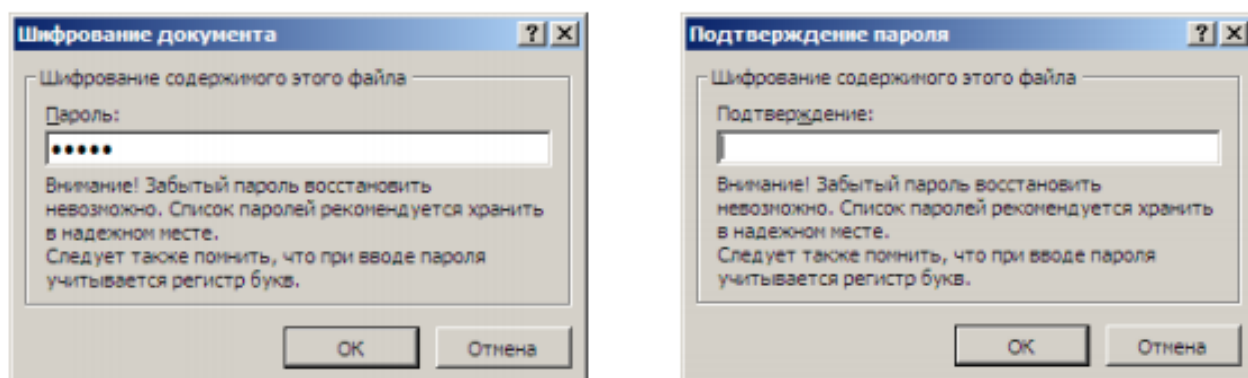 Шифрование документа
Шифрование содержимого этого файла
Пароль:
•••••
Внимание! Забытый пароль восстановить
невозможно. Список паролей рекомендуется хранить
в надежном месте.
Следует также помнить, что при вводе пароля
учитывается регистр букв.
ОК
Отмена
Подтверждение пароля
Шифрование содержимого этого файла
Подтверждение:
Внимание! Забытый пароль восстановить
невозможно. Список паролей рекомендуется хранить
в надежном месте.
Следует также помнить, что при вводе пароля
учитывается регистр букв.
ОК
Отмена